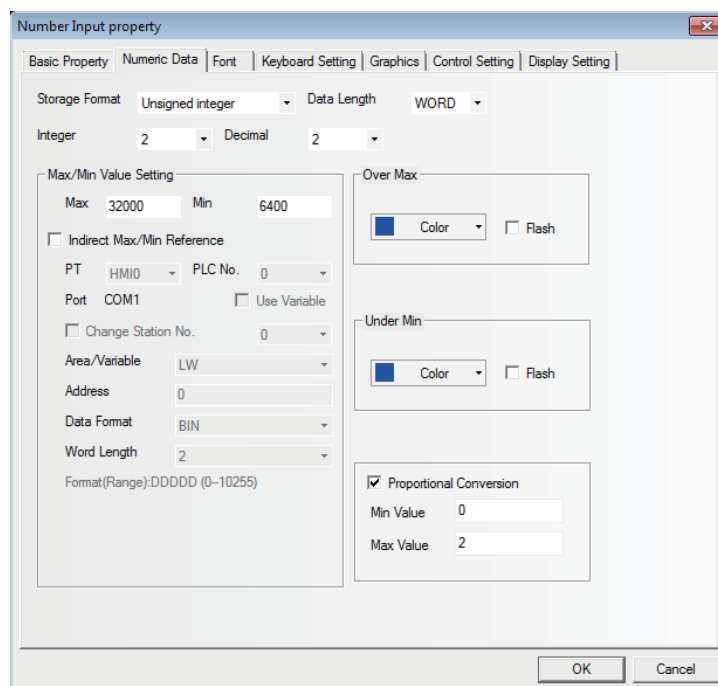 Number Input property
Basic Property Numeric Data Font Keyboard Setting Graphics Control Setting Display Setting
Storage Format Unsigned integer Data Length WORD
Integer 2 Decimal 2
Max/Min Value Setting
Max 32000 Min 6400
Indirect Max/Min Reference
PT HMI0 PLC No. 0
Port COM1 Use Variable
Change Station No. 0
Area/Variable LW
Address 0
Data Format BIN
Word Length 2
Format(Range):DDDDD (0--10255)
Over Max
Color Flash
Under Min
Color Flash
Proportional Conversion
Min Value 0
Max Value 2
OK Cancel